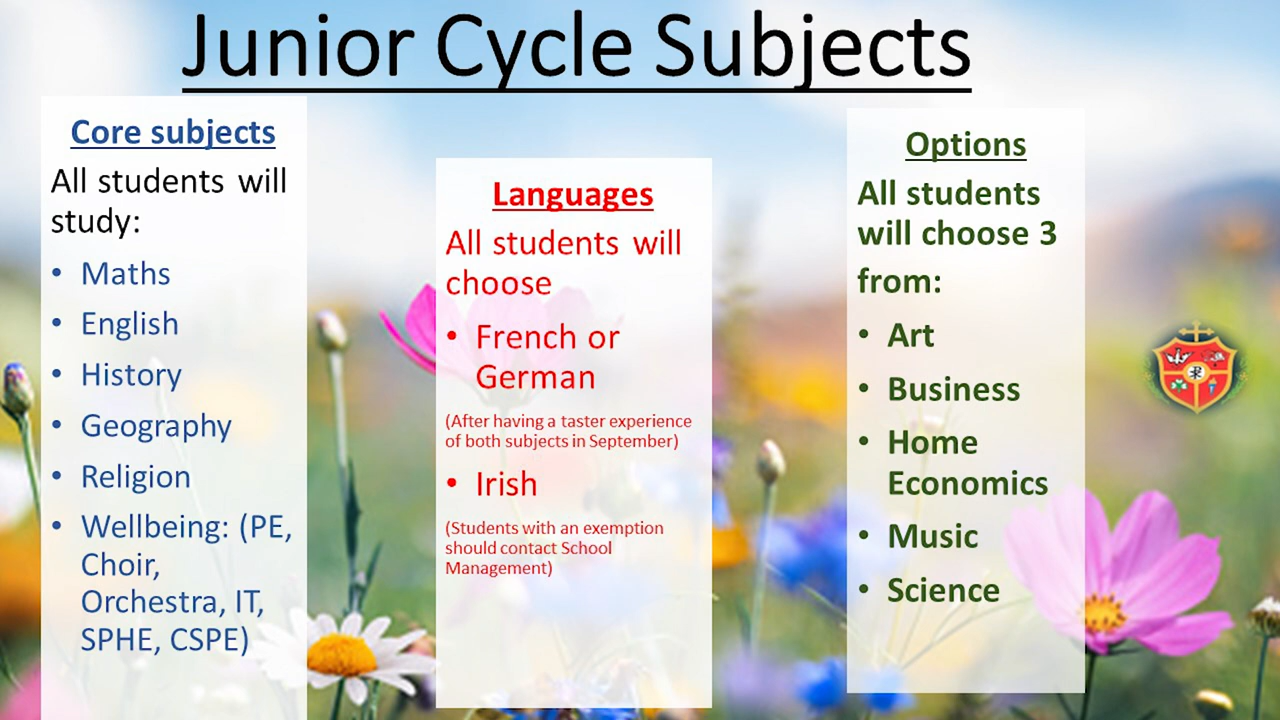 Junior Cycle Subjects
Core subjects
All students will
study:
• Maths
• English
• History
• Geography
• Religion
• Wellbeing: (PE,
Choir,
Orchestra, IT,
SPHE, CSPE)
Languages
All students will
choose
• French or
German
(After having a taster experience
of both subjects in September)
• Irish
(Students with an exemption
should contact School
Management)
Options
All students
will choose 3
from:
• Art
• Business
• Home
Economics
• Music
• Science